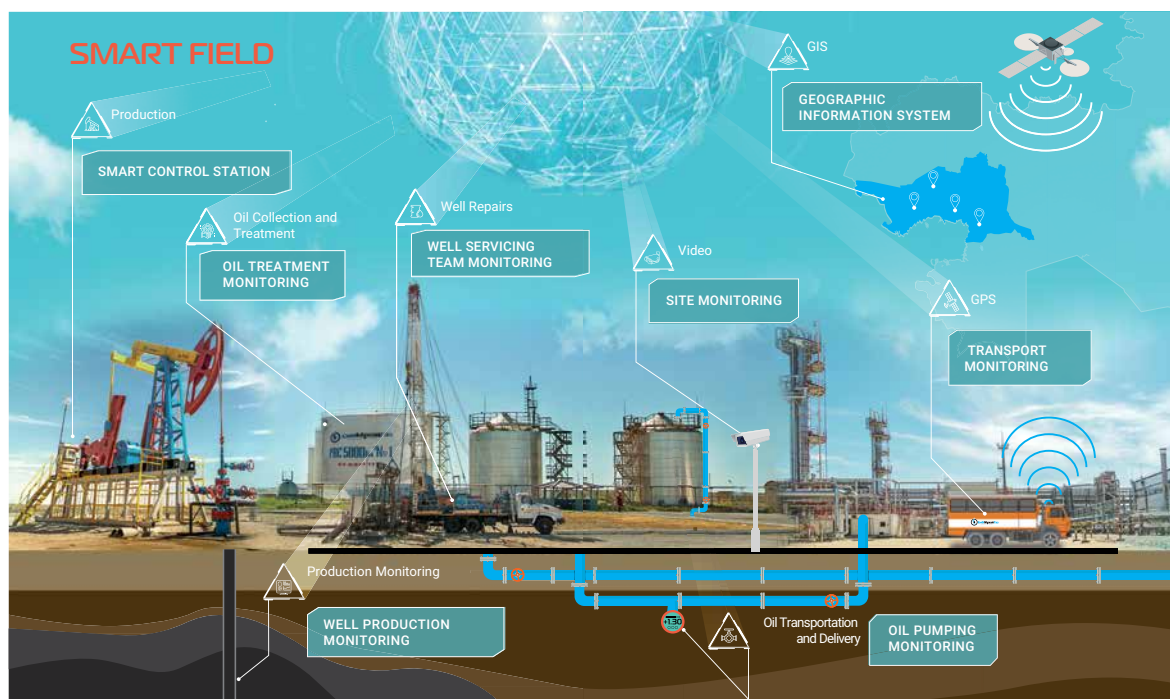 SMART FIELD
Production
SMART CONTROL STATION
Oil Collection and
Treatment
OIL TREATMENT
MONITORING
Well Repairs
WELL SERVICING
TEAM MONITORING
Video
SITE MONITORING
GIS
GEOGRAPHIC
INFORMATION SYSTEM
GPS
TRANSPORT
MONITORING
Production Monitoring
WELL PRODUCTION
MONITORING
+1.30
Oil Transportation
and Delivery
OIL PUMPING
MONITORING